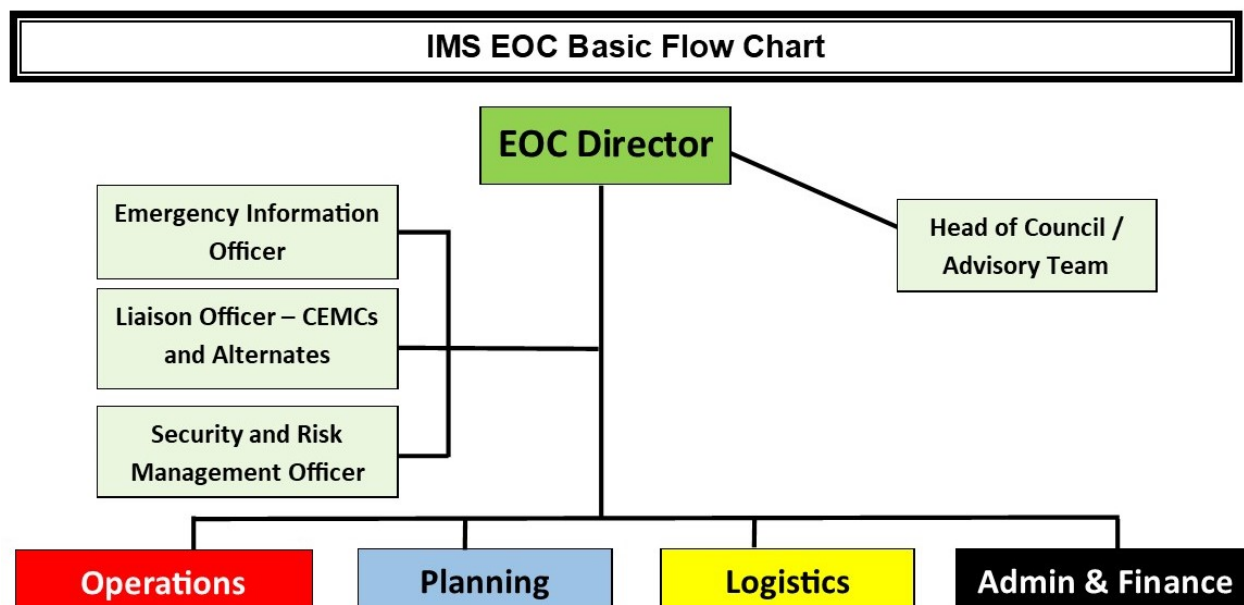 IMS EOC Basic Flow Chart
EOC Director
Emergency Information
Officer
Head of Council /
Advisory Team
Liaison Officer – CEMCs
and Alternates
Security and Risk
Management Officer
Operations
Planning
Logistics
Admin & Finance